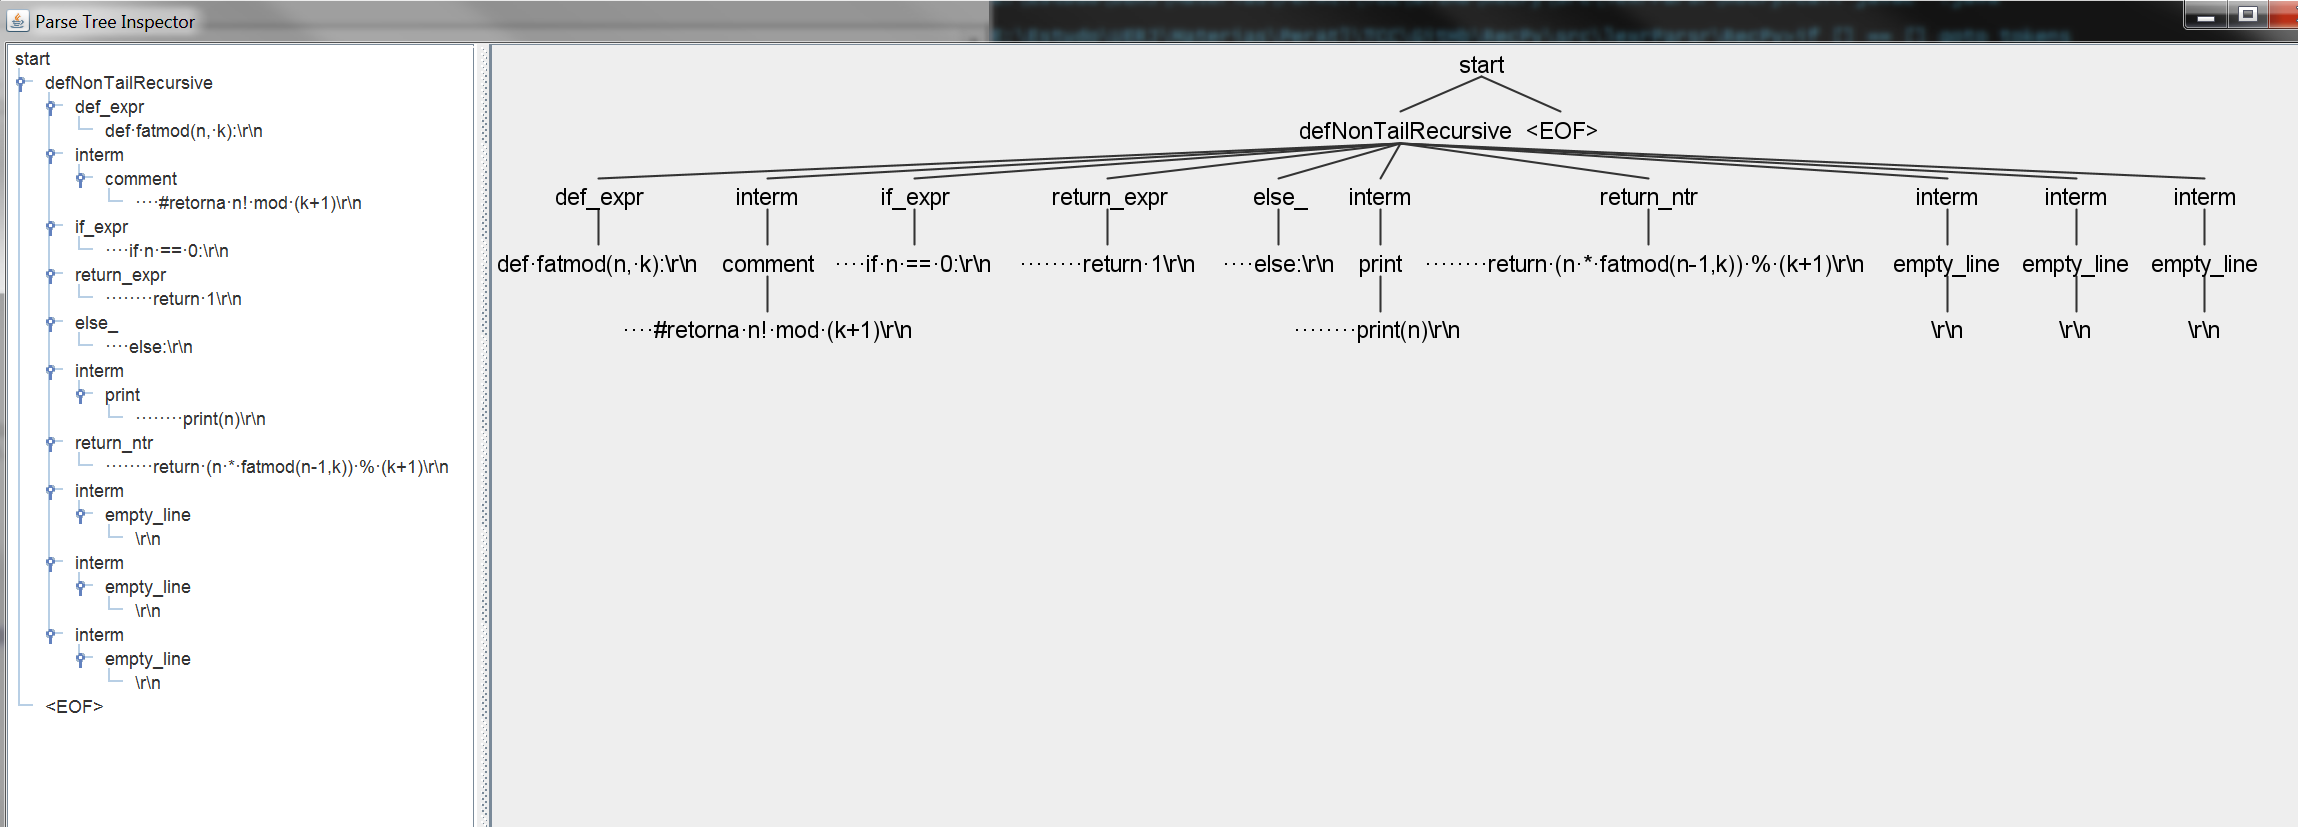 Parse Tree Inspector
start
defNonTailRecursive
def_expr
def·fatmod(n,·k):\r\n
interm
comment
····#retorna·n!·mod·(k+1)\r\n
if_expr
····if·n·==·0:\r\n
return_expr
········return·1\r\n
else_
····else:\r\n
interm
print
········print(n)\r\n
return_ntr
········return·(n·*·fatmod(n-1,k))·%·(k+1)\r\n
interm
empty_line
\r\n
interm
empty_line
\r\n
interm
empty_line
\r\n
<EOF>
start
defNonTailRecursive <EOF>
def_expr interm if_expr return_expr else_ interm return_ntr interm interm interm
def·fatmod(n,·k):\r\n comment ····if·n·==·0:\r\n ········return·1\r\n ····else:\r\n print ········return·(n·*·fatmod(n-1,k))·%·(k+1)\r\n empty_line empty_line empty_line
····#retorna·n!·mod·(k+1)\r\n ········print(n)\r\n \r\n \r\n \r\n